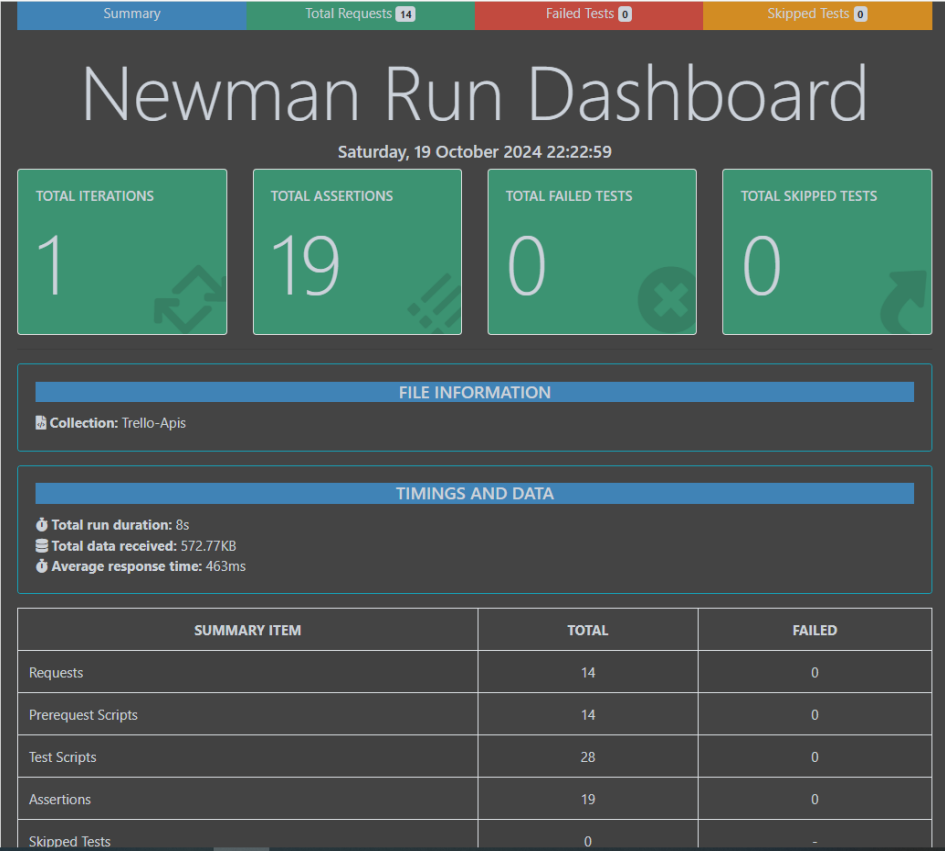 Summary Total Requests 14 Failed Tests 0 Skipped Tests 0
Newman Run Dashboard
Saturday, 19 October 2024 22:22:59
TOTAL ITERATIONS TOTAL ASSERTIONS TOTAL FAILED TESTS TOTAL SKIPPED TESTS
1 19 0 0
FILE INFORMATION
Collection: Trello-Apis
TIMINGS AND DATA
Total run duration: 8s
Total data received: 572.77KB
Average response time: 463ms
SUMMARY ITEM TOTAL FAILED
Requests 14 0
Prerequest Scripts 14 0
Test Scripts 28 0
Assertions 19 0
Skipped Tests 0 -